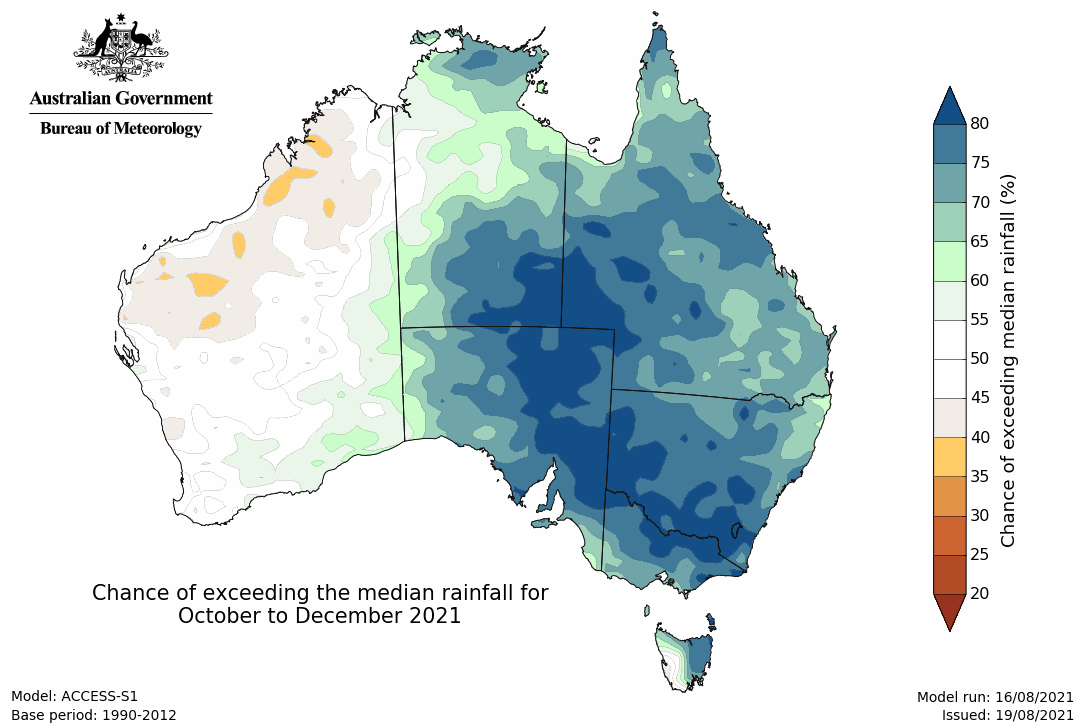 AUSTRALIA
Australian Government
Bureau of Meteorology
80
75
70
65
60
55
50
45
40
35
30
25
20
Chance of exceeding median rainfall (%)
Chance of exceeding the median rainfall for
October to December 2021
Model: ACCESS-S1
Base period: 1990-2012
Model run: 16/08/2021
Issued: 19/08/2021